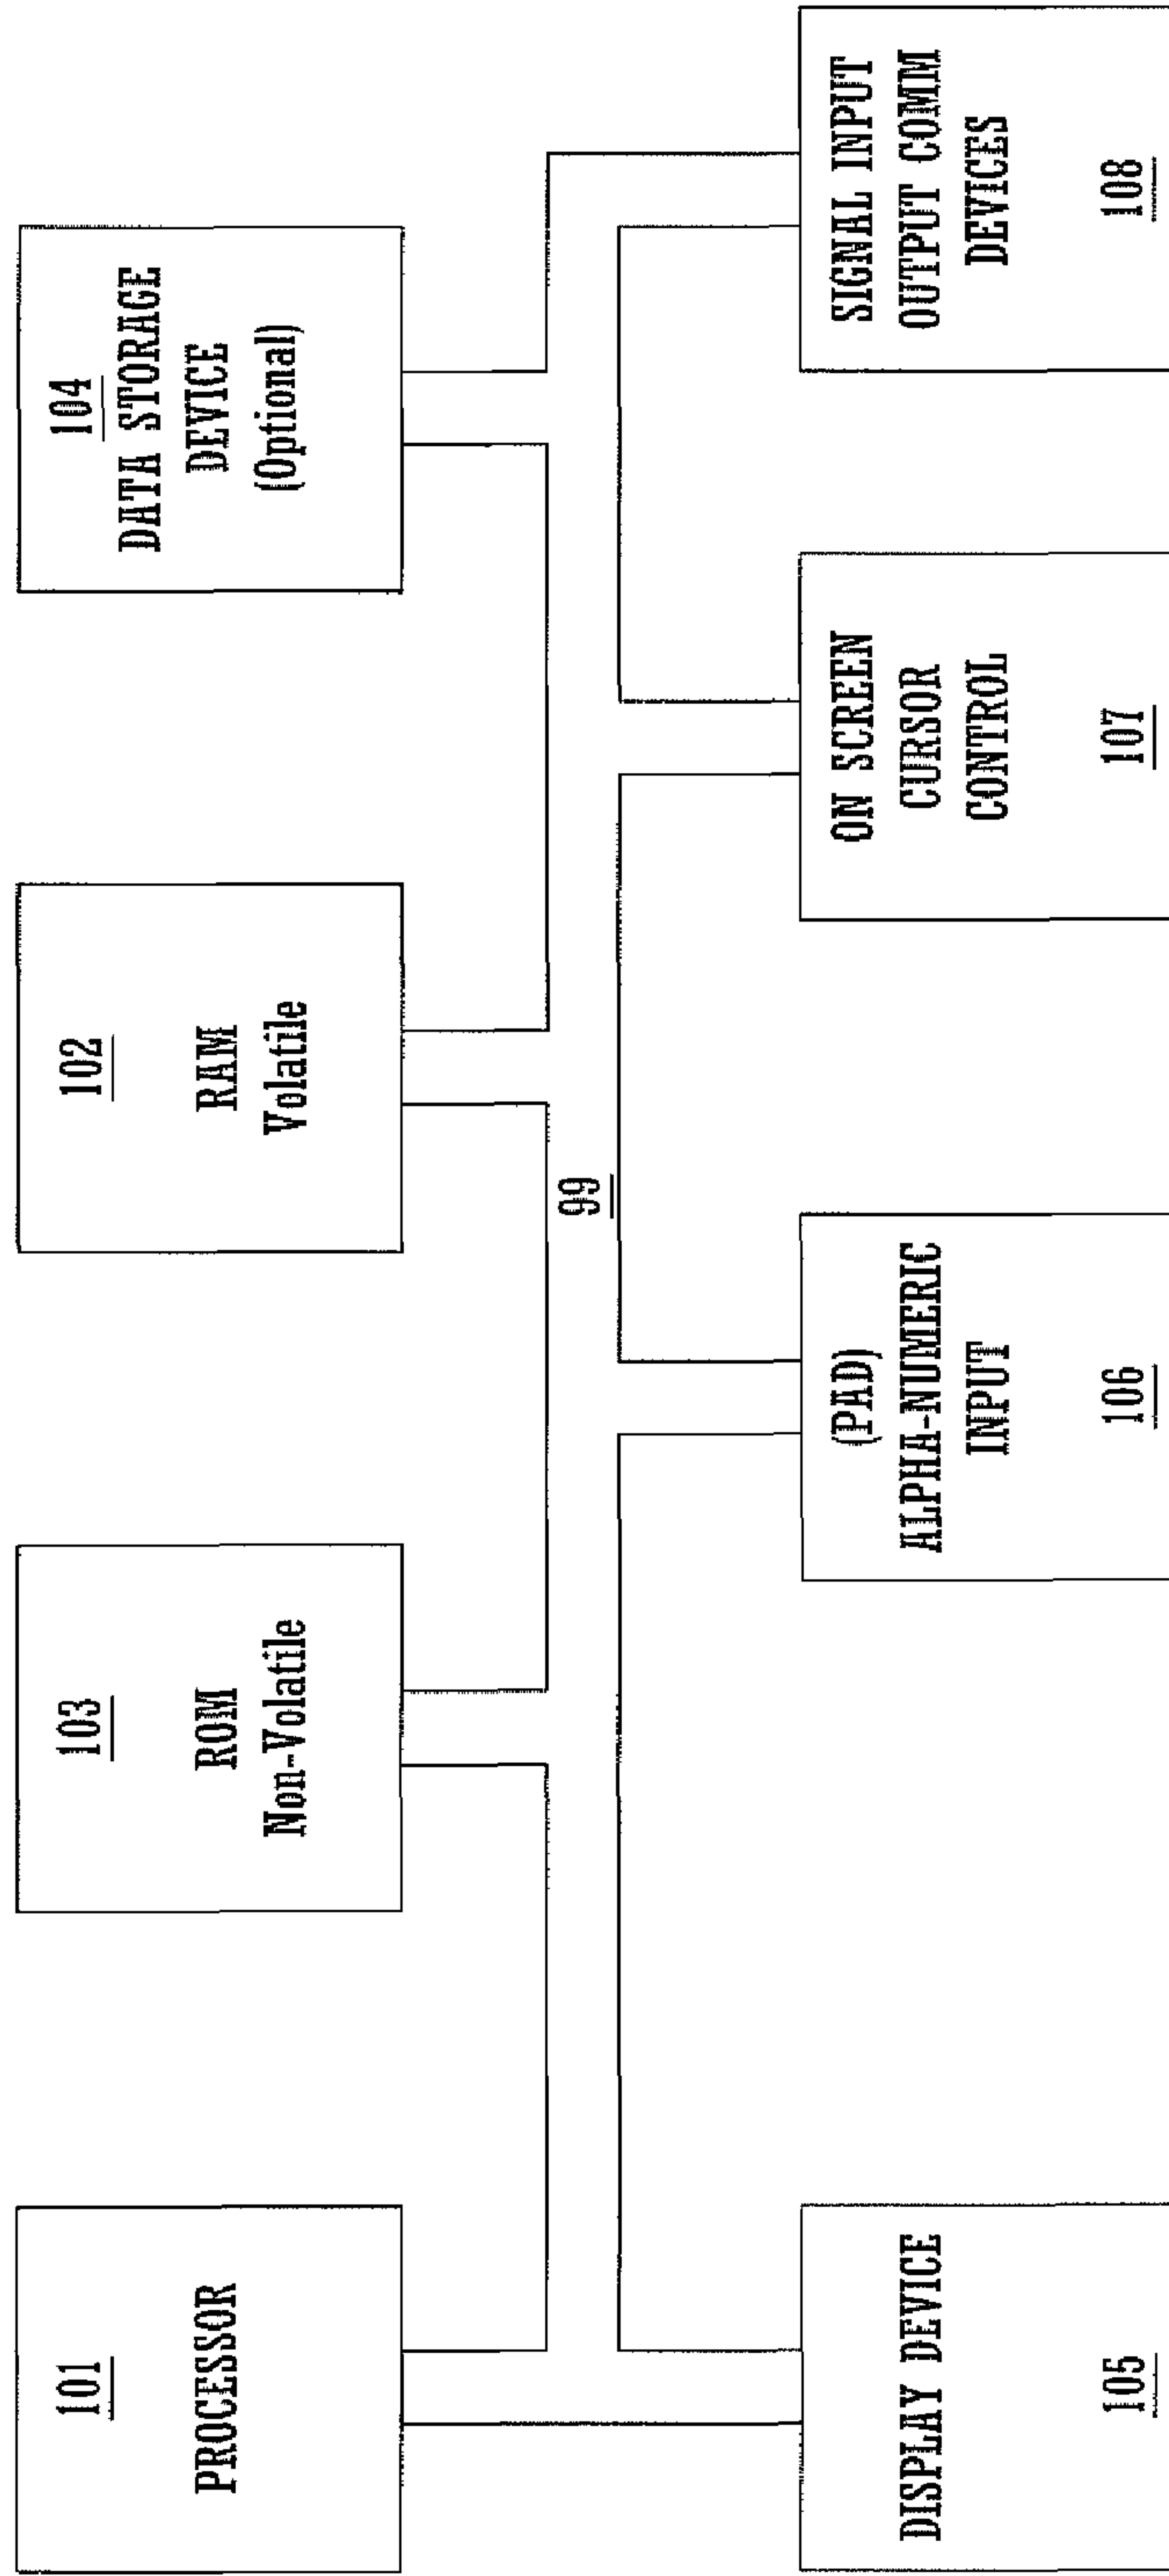 101
PROCESSOR
103
ROM
Non-Volatile
102
RAM
Volatile
104
DATA STORAGE
DEVICE
(Optional)
99
DISPLAY DEVICE
105
(PAD)
ALPHA-NUMERIC
INPUT
106
ON SCREEN
CURSOR
CONTROL
107
SIGNAL INPUT
OUTPUT COMM
DEVICES
108